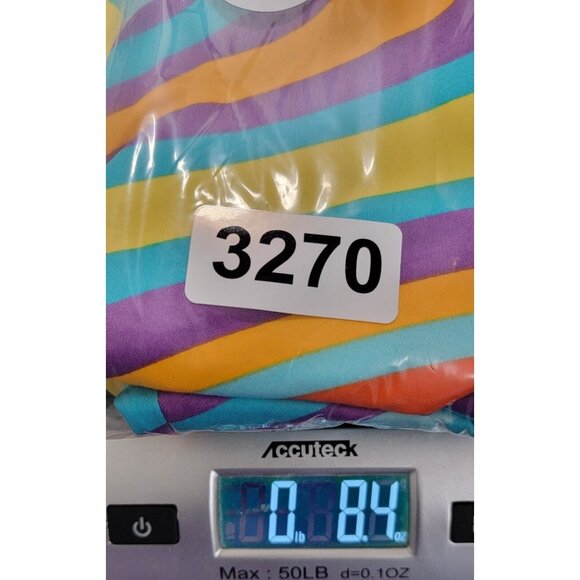 3270
Accuteck
0 lb 8.4 oz
Max : 50LB d=0.1OZ